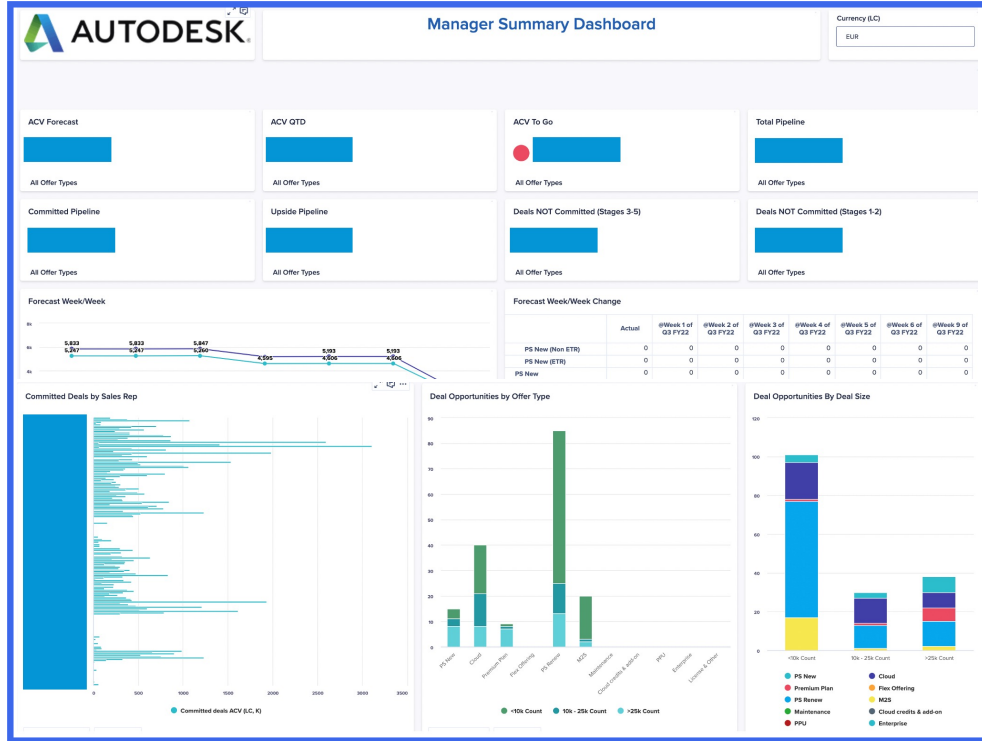 AUTODESK.
Manager Summary Dashboard
Currency (LC)
EUR
ACV Forecast
ACV QTD
ACV To Go
Total Pipeline
All Offer Types
All Offer Types
All Offer Types
All Offer Types
Committed Pipeline
Upside Pipeline
Deals NOT Committed (Stages 3-5)
Deals NOT Committed (Stages 1-2)
All Offer Types
All Offer Types
All Offer Types
All Offer Types
Forecast Week/Week
8k
6k
4k
5,833 5,833 5,847
5,247 5,247 5,260 4,595 5,193 5,193
4,606 4,606
Forecast Week/Week Change
Actual @Week 1 of Q3 FY22 @Week 2 of Q3 FY22 @Week 3 of Q3 FY22 @Week 4 of Q3 FY22 @Week 5 of Q3 FY22 @Week 6 of Q3 FY22 @Week 9 of Q3 FY22
PS New (Non ETR) 0 0 0 0 0 0 0 0
PS New (ETR) 0 0 0 0 0 0 0 0
PS New 0 0 0 0 0 0 0 0
Committed Deals by Sales Rep
0 500 1000 1500 2000 2500 3000 3500
Committed deals ACV (LC, K)
Deal Opportunities by Offer Type
90
80
70
60
50
40
30
20
10
0
PS New Cloud Premium Plan Flex Offering PS Renew M2S Maintenance Cloud credits & add-on PPU Enterprise License & Other
<10k Count 10k - 25k Count >25k Count
Deal Opportunities By Deal Size
120
100
80
60
40
20
0
<10k Count 10k - 25k Count >25k Count
PS New Cloud
Premium Plan Flex Offering
PS Renew M2S
Maintenance Cloud credits & add-on
PPU Enterprise